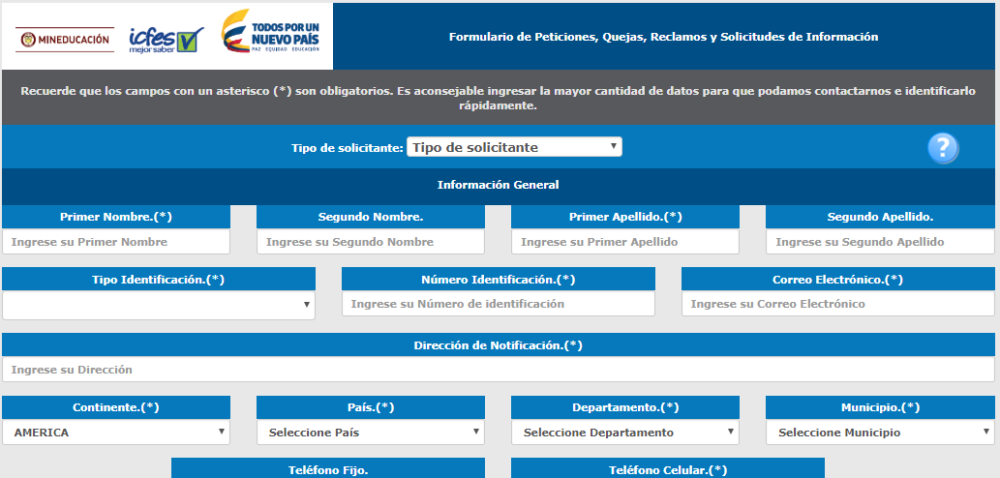 MINEDUCACIÓN
icfes
mejor saber
TODOS POR UN
NUEVO PAÍS
PAZ EQUIDAD EDUCACIÓN
Formulario de Peticiones, Quejas, Reclamos y Solicitudes de Información
Recuerde que los campos con un asterisco (*) son obligatorios. Es aconsejable ingresar la mayor cantidad de datos para que podamos contactarnos e identificarlo
rápidamente.
Tipo de solicitante: Tipo de solicitante
?
Información General
Primer Nombre.(*) Segundo Nombre. Primer Apellido.(*) Segundo Apellido.
Ingrese su Primer Nombre Ingrese su Segundo Nombre Ingrese su Primer Apellido Ingrese su Segundo Apellido
Tipo Identificación.(*) Número Identificación.(*) Correo Electrónico.(*)
Ingrese su Número de identificación Ingrese su Correo Electrónico
Dirección de Notificación.(*)
Ingrese su Dirección
Continente.(*) País.(*) Departamento.(*) Municipio.(*)
AMERICA Seleccione País Seleccione Departamento Seleccione Municipio
Teléfono Fijo. Teléfono Celular.(*)